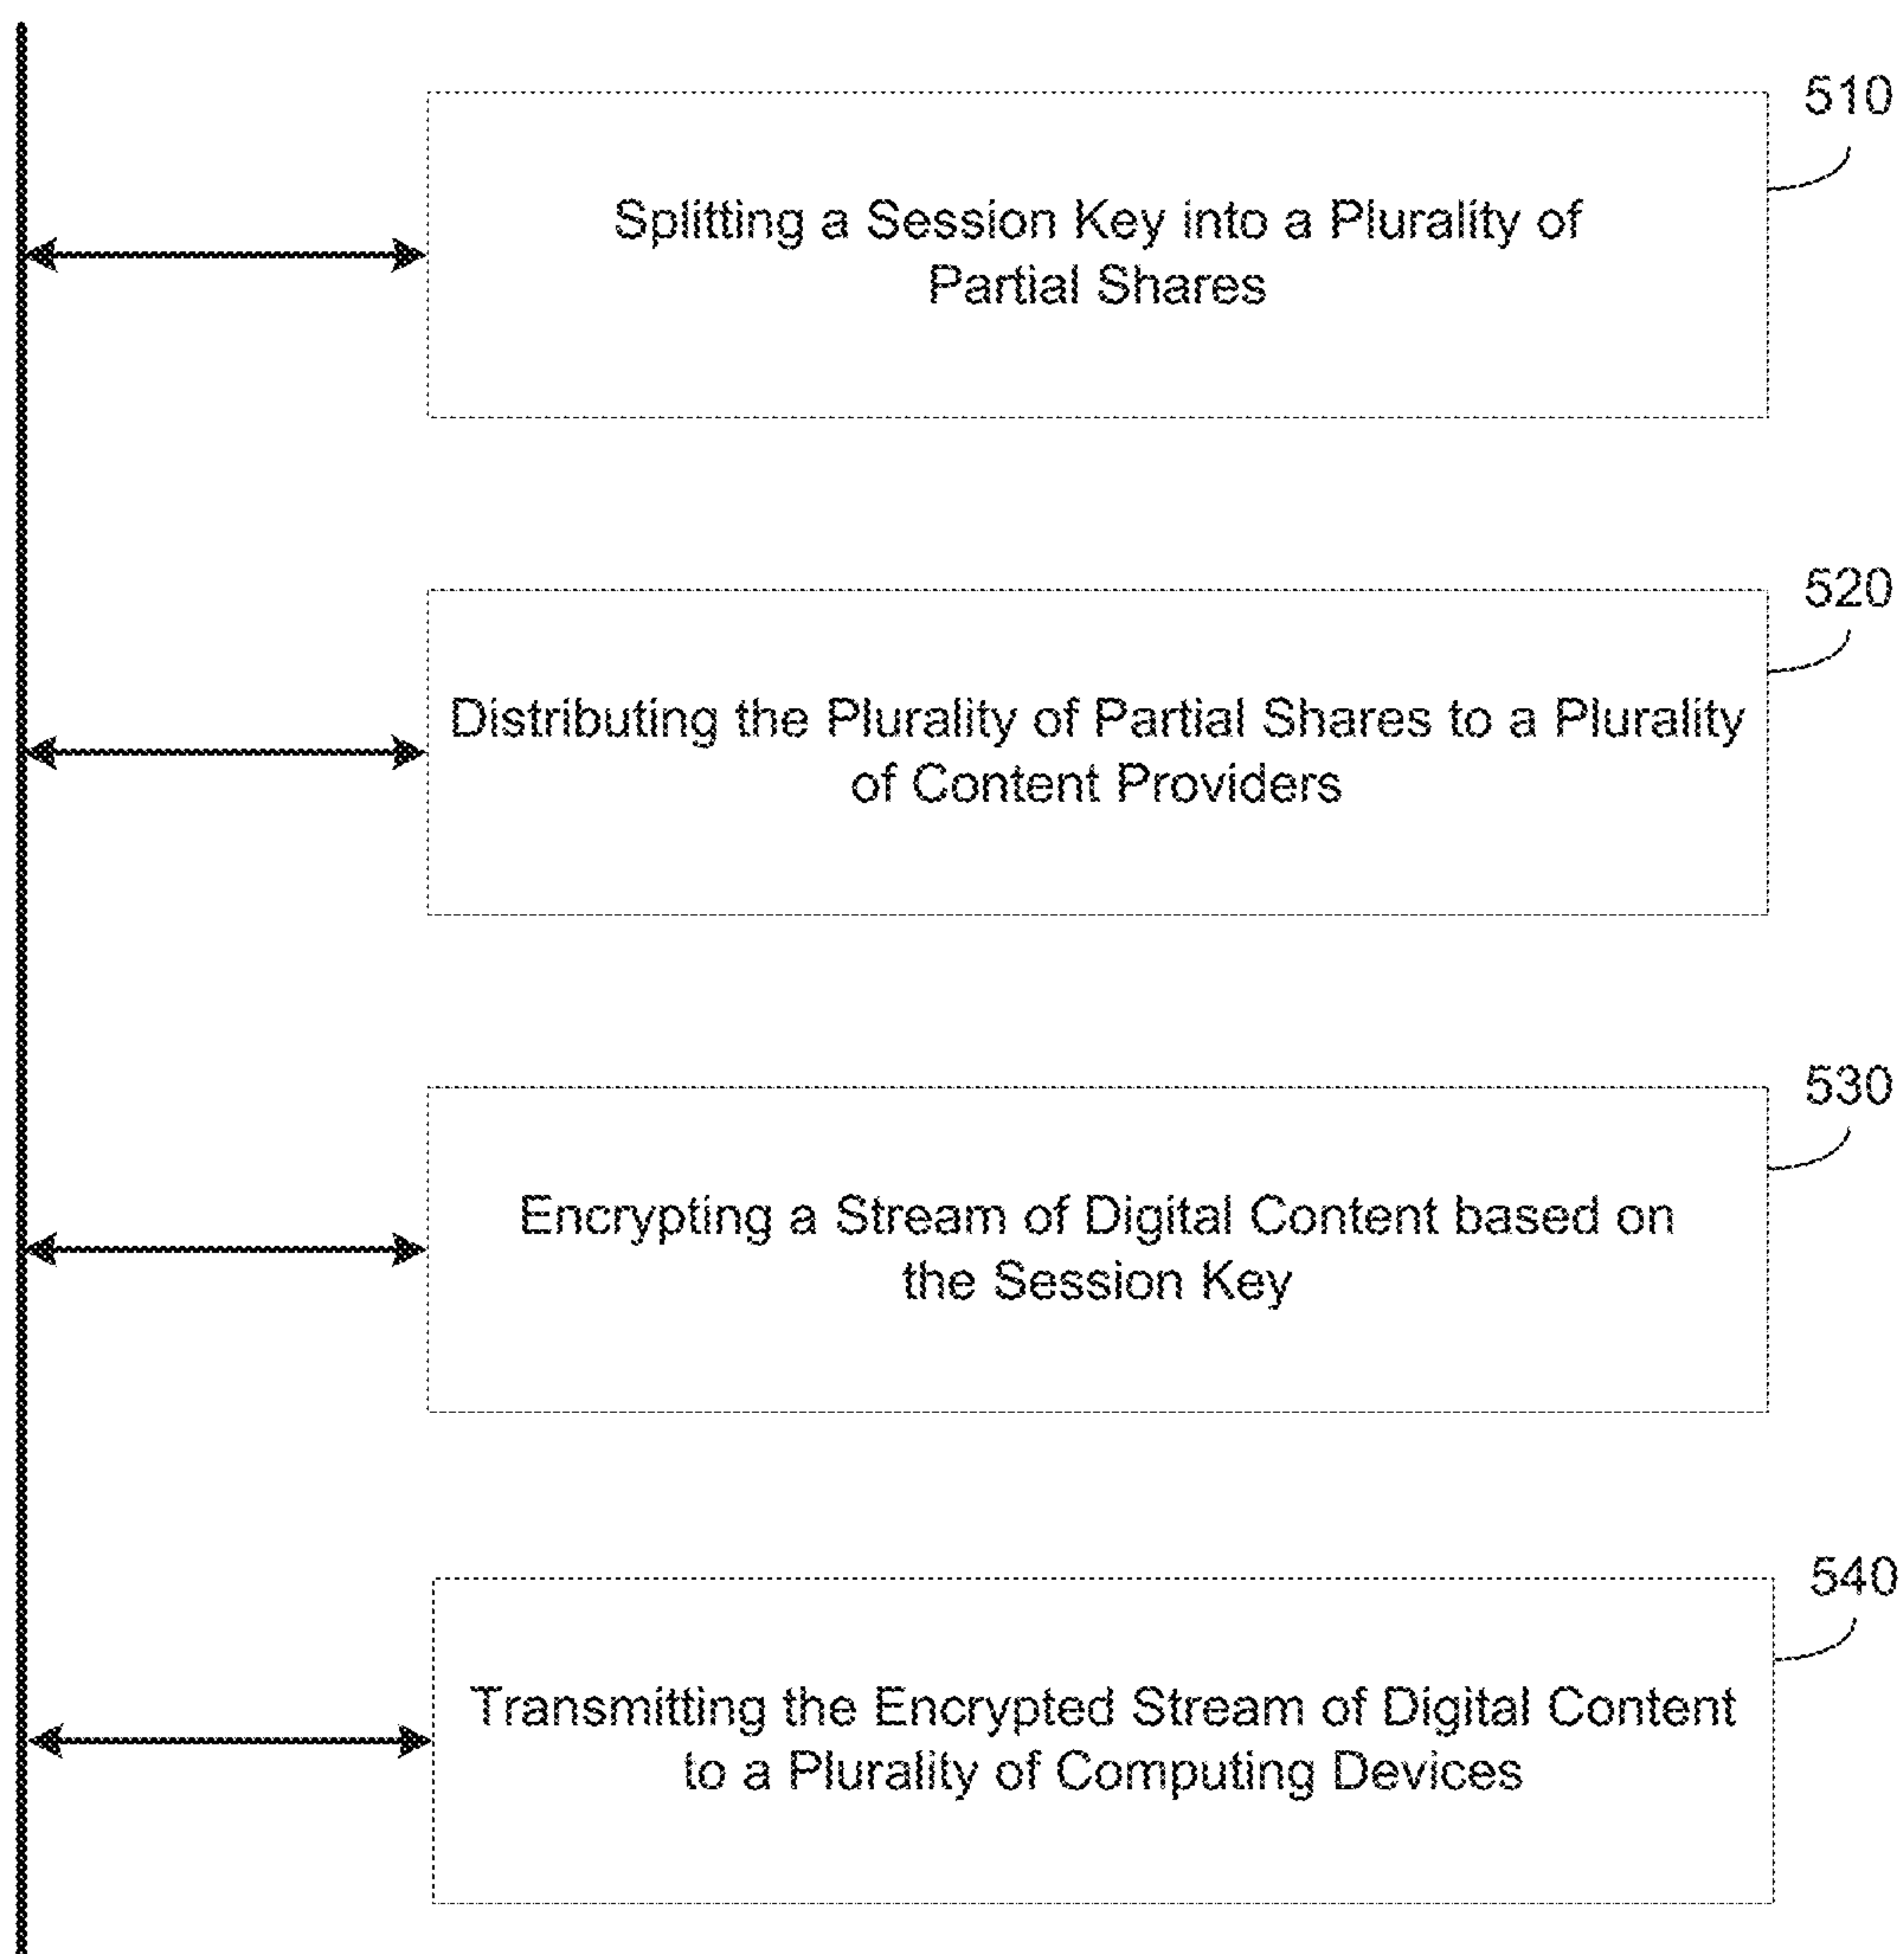 510
Splitting a Session Key into a Plurality of
Partial Shares
520
Distributing the Plurality of Partial Shares to a Plurality
of Content Providers
530
Encrypting a Stream of Digital Content based on
the Session Key
540
Transmitting the Encrypted Stream of Digital Content
to a Plurality of Computing Devices